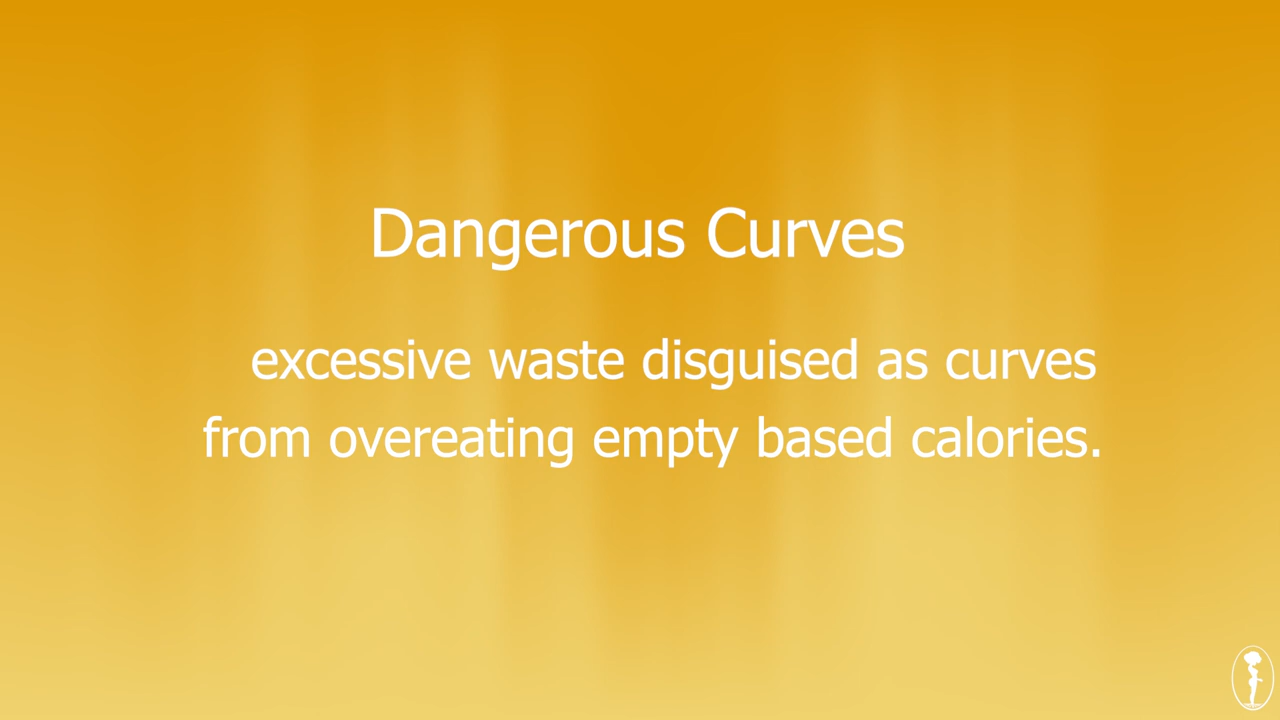 Dangerous Curves
excessive waste disguised as curves
from overeating empty based calories.